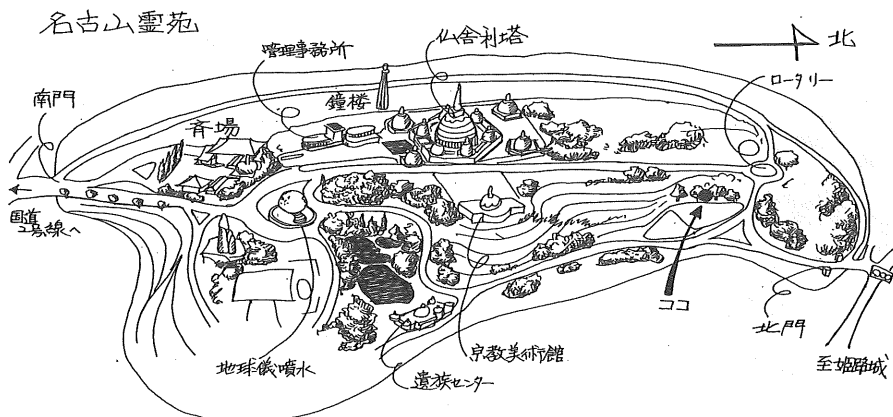 名古山霊苑
仏舎利塔
北
管理事務所
ロータリー
鐘楼
南門
斉場
国道
2号線へ
ココ
北門
宗教美術館
地球儀噴水
遺族センター
至姫路城